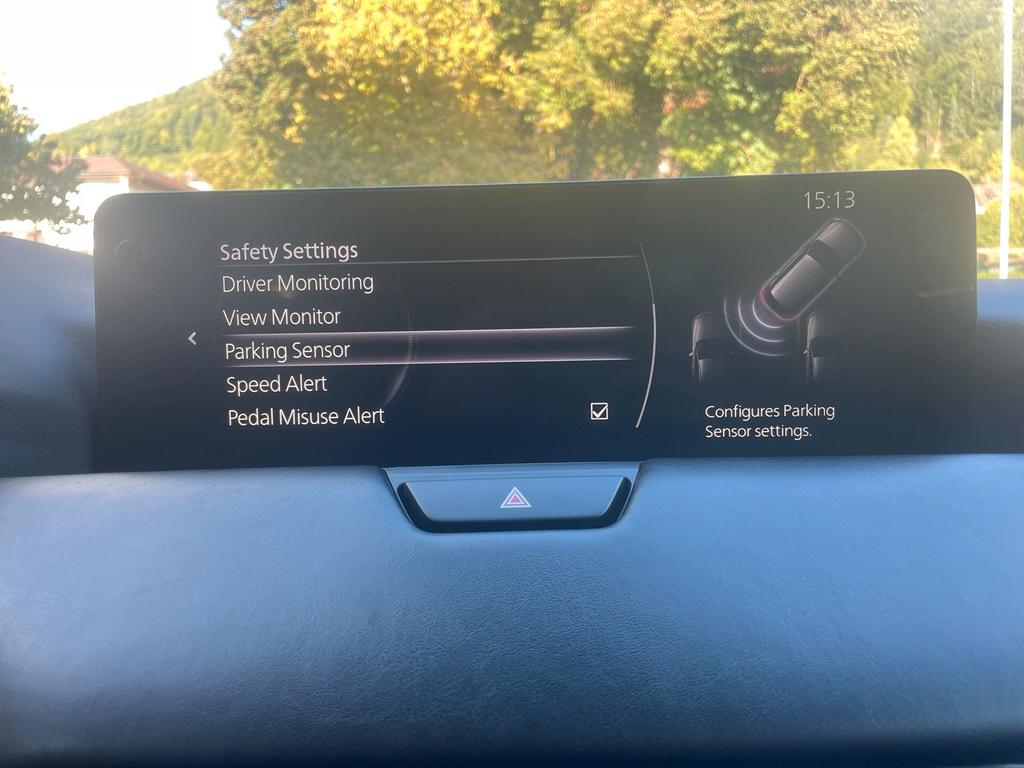 15:13
Safety Settings
Driver Monitoring
View Monitor
Parking Sensor
Speed Alert
Pedal Misuse Alert
Configures Parking
Sensor settings.